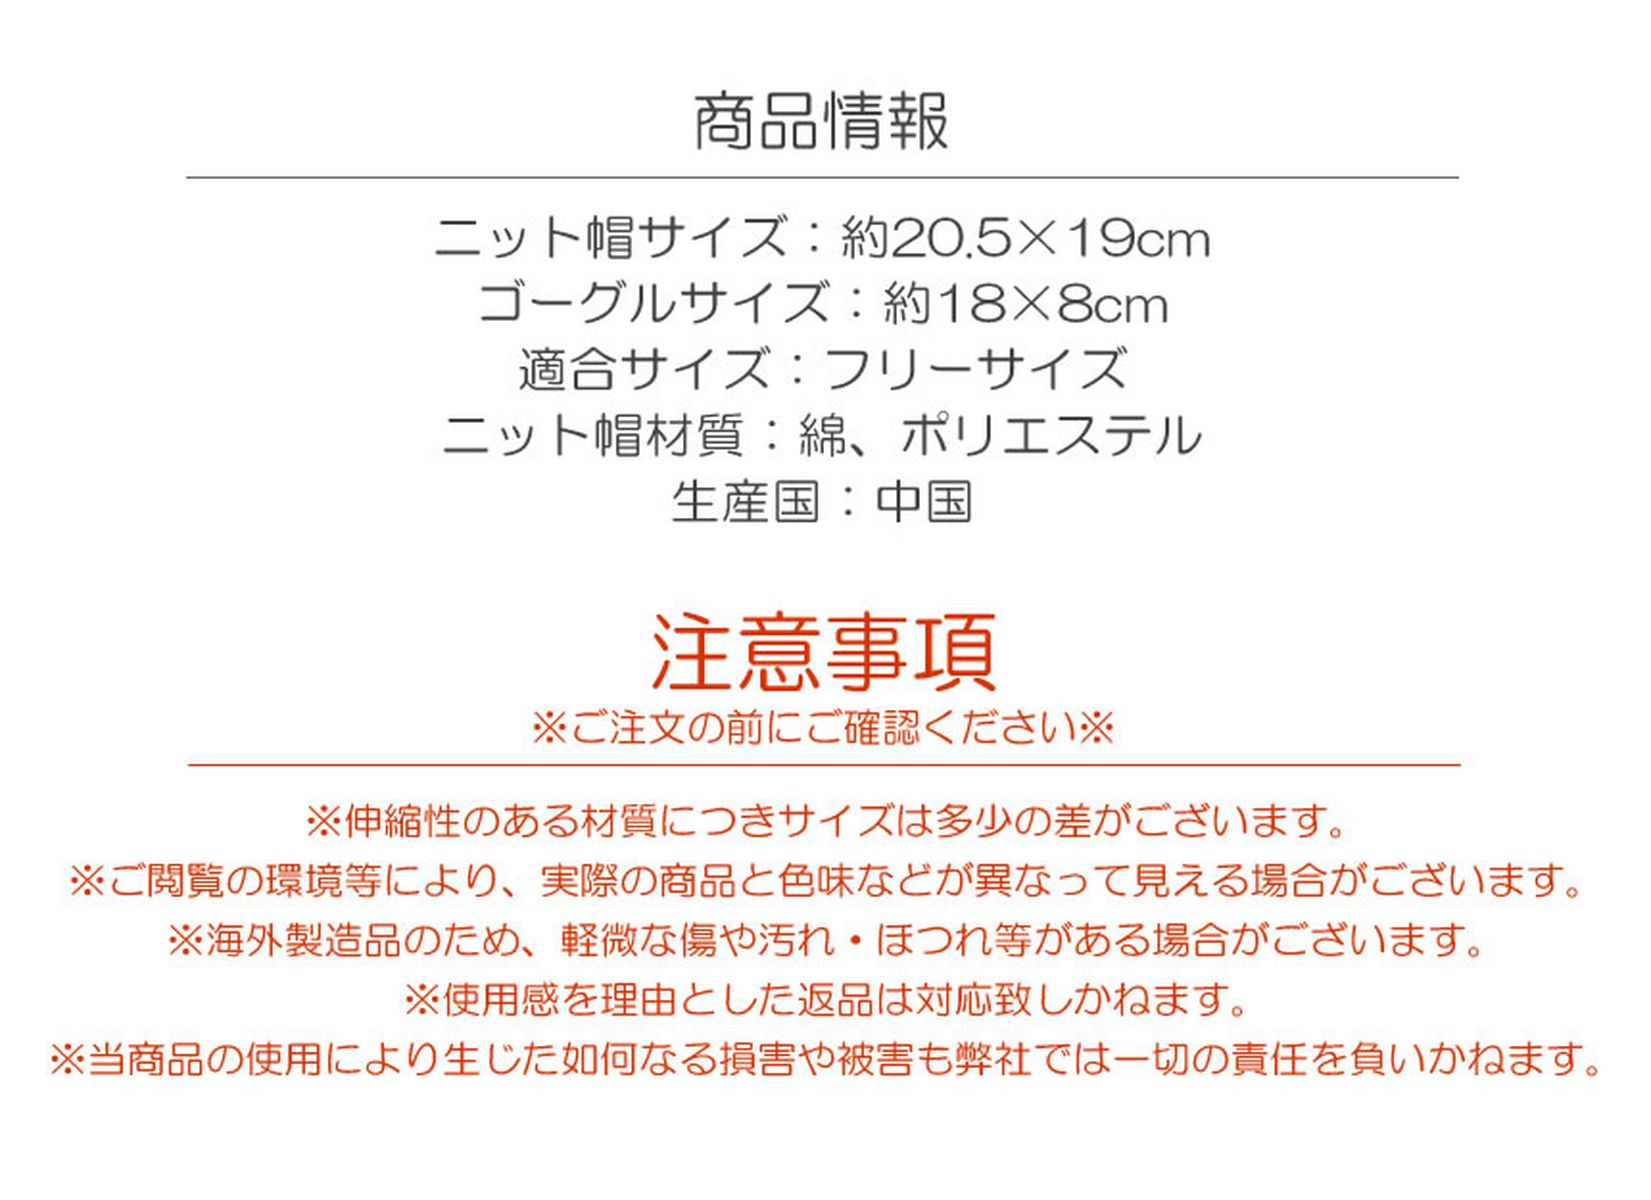 商品情報
ニット帽サイズ：約20.5×19cm
ゴーグルサイズ：約18×8cm
適合サイズ：フリーサイズ
ニット帽材質：綿、ポリエステル
生産国：中国
注意事項
※ご注文の前にご確認ください※
※伸縮性のある材質につきサイズは多少の差がございます。
※ご閲覧の環境等により、実際の商品と色味などが異なって見える場合がございます。
※海外製造品のため、軽微な傷や汚れ・ほつれ等がある場合がございます。
※使用感を理由とした返品は対応致しかねます。
※当商品の使用により生じた如何なる損害や被害も弊社では一切の責任を負いかねます。